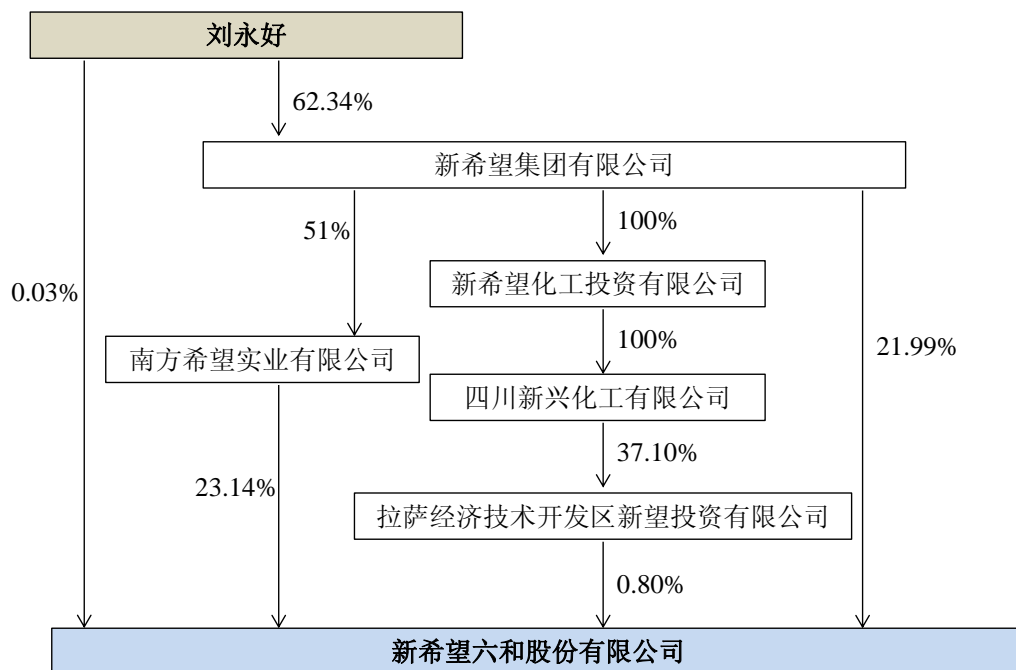 刘永好
62.34%
新希望集团有限公司
51%
100%
新希望化工投资有限公司
0.03%
100%
21.99%
南方希望实业有限公司
四川新兴化工有限公司
37.10%
23.14%
拉萨经济技术开发区新望投资有限公司
0.80%
新希望六和股份有限公司